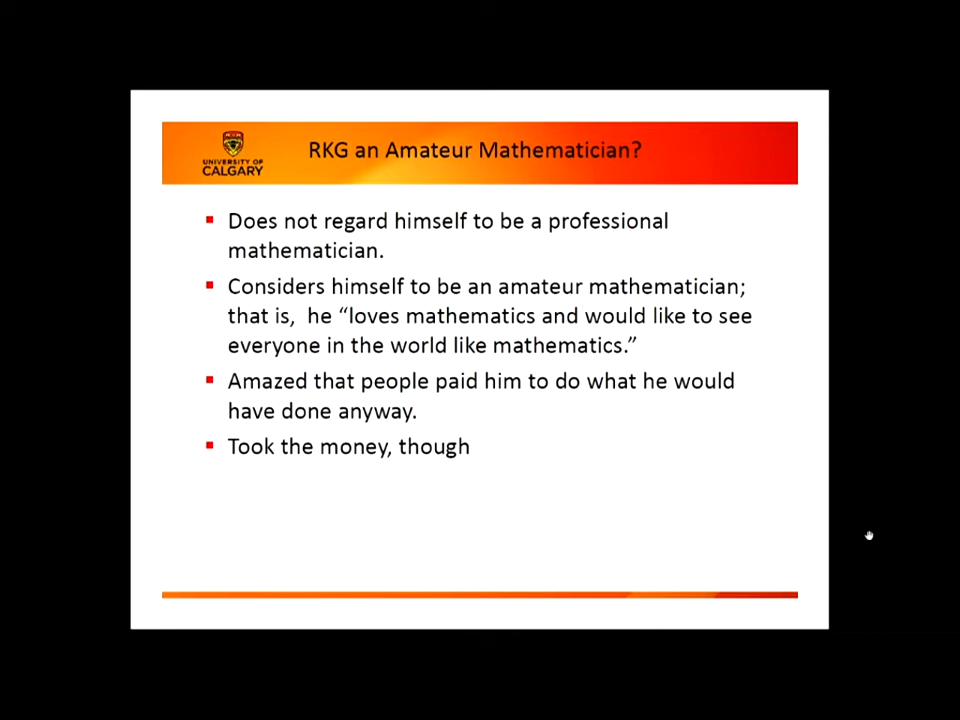 UNIVERSITY OF
CALGARY
RKG an Amateur Mathematician?
Does not regard himself to be a professional
mathematician.
Considers himself to be an amateur mathematician;
that is, he “loves mathematics and would like to see
everyone in the world like mathematics.”
Amazed that people paid him to do what he would
have done anyway.
Took the money, though